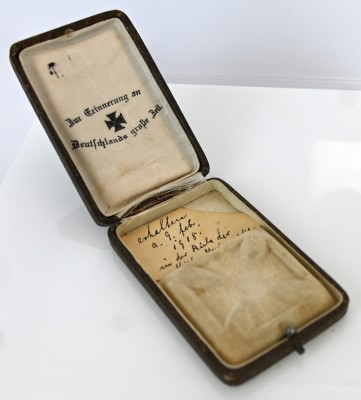 Zur Erinnerung an
Deutschlands große Zeit.
erhalten
a. 9. feb.
1918.
in der